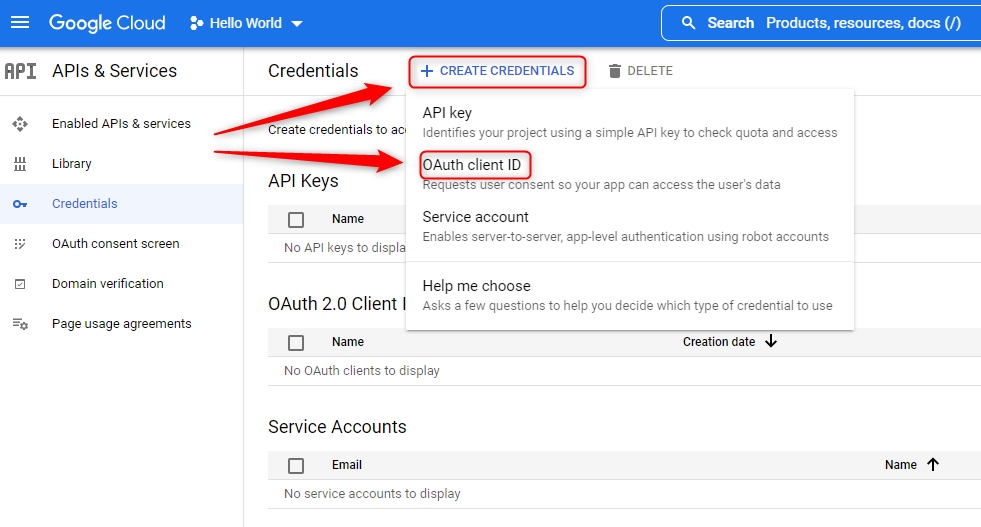 Google Cloud Hello World Search Products, resources, docs (/)
API APIs & Services
Credentials + CREATE CREDENTIALS DELETE
Enabled APIs & services
Library
Credentials
OAuth consent screen
Domain verification
Page usage agreements
Create credentials to acc
API key
Identifies your project using a simple API key to check quota and access
OAuth client ID
Requests user consent so your app can access the user's data
Service account
Enables server-to-server, app-level authentication using robot accounts
Help me choose
Asks a few questions to help you decide which type of credential to use
API Keys
Name
No API keys to displa
OAuth 2.0 Client I
Name Creation date
No OAuth clients to display
Service Accounts
Email Name
No service accounts to display